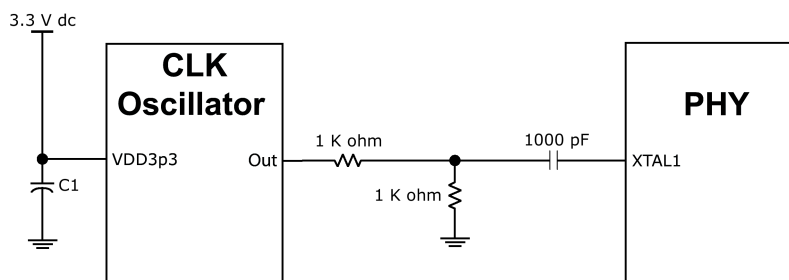 3.3 V dc
CLK
Oscillator
PHY
1 K ohm
1000 pF
VDD3p3
Out
XTAL1
C1
1 K ohm